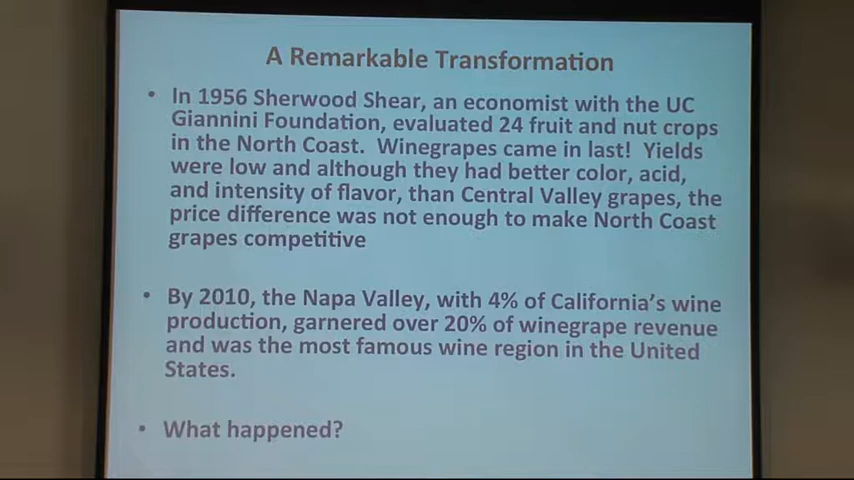 A Remarkable Transformation
• In 1956 Sherwood Shear, an economist with the UC
Giannini Foundation, evaluated 24 fruit and nut crops
in the North Coast.  Winegrapes came in last!  Yields
were low and although they had better color, acid,
and intensity of flavor, than Central Valley grapes, the
price difference was not enough to make North Coast
grapes competitive
• By 2010, the Napa Valley, with 4% of California's wine
production, garnered over 20% of winegrape revenue
and was the most famous wine region in the United
States.
• What happened?